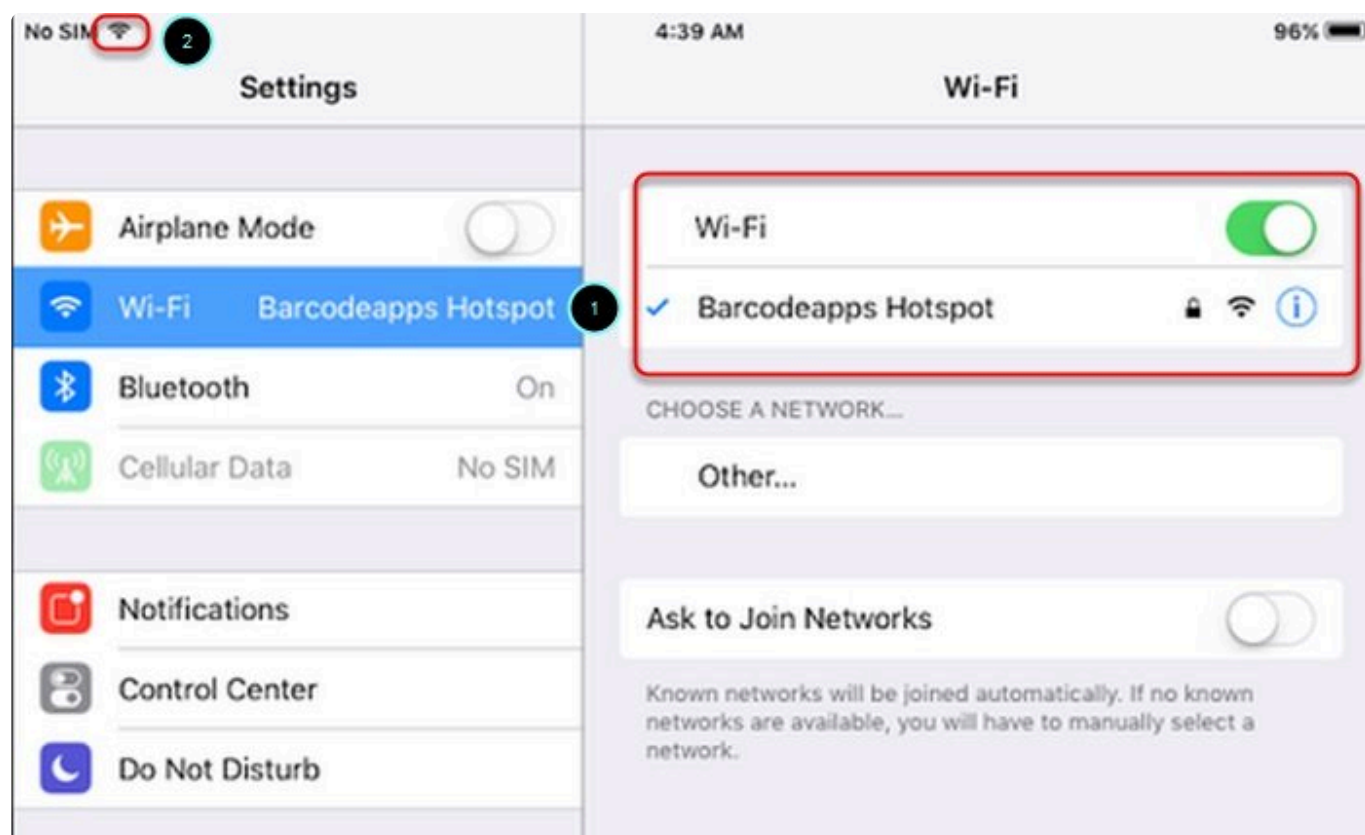 No SIM
2
4:39 AM
96%
Settings
Wi-Fi
Airplane Mode
Wi-Fi Barcodeapps Hotspot
1
Bluetooth On
Cellular Data No SIM
Notifications
Control Center
Do Not Disturb
Wi-Fi
Barcodeapps Hotspot
CHOOSE A NETWORK...
Other...
Ask to Join Networks
Known networks will be joined automatically. If no known
networks are available, you will have to manually select a
network.